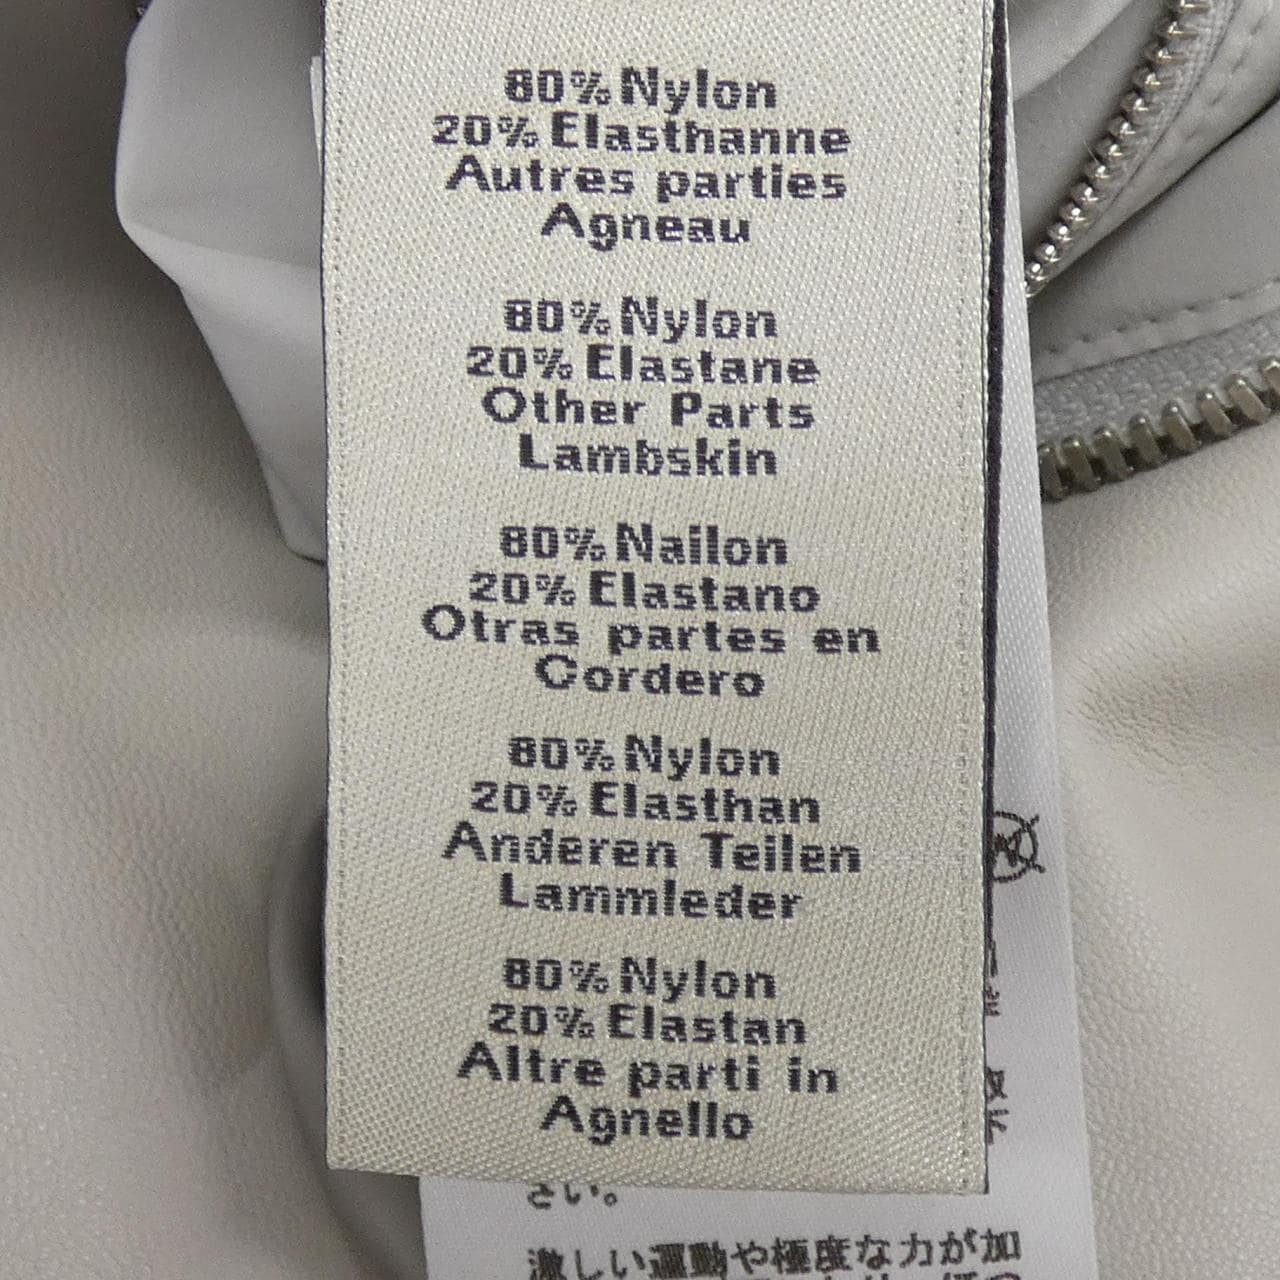 80% Nylon
20% Elasthanne
Autres parties
Agneau
80% Nylon
20% Elastane
Other Parts
Lambskin
80% Nailon
20% Elastano
Otras partes en
Cordero
80% Nylon
20% Elasthan
Anderen Teilen
Lammleder
80% Nylon
20% Elastan
Altre parti in
Agnello
さい。
激しい運動や極度な力が加